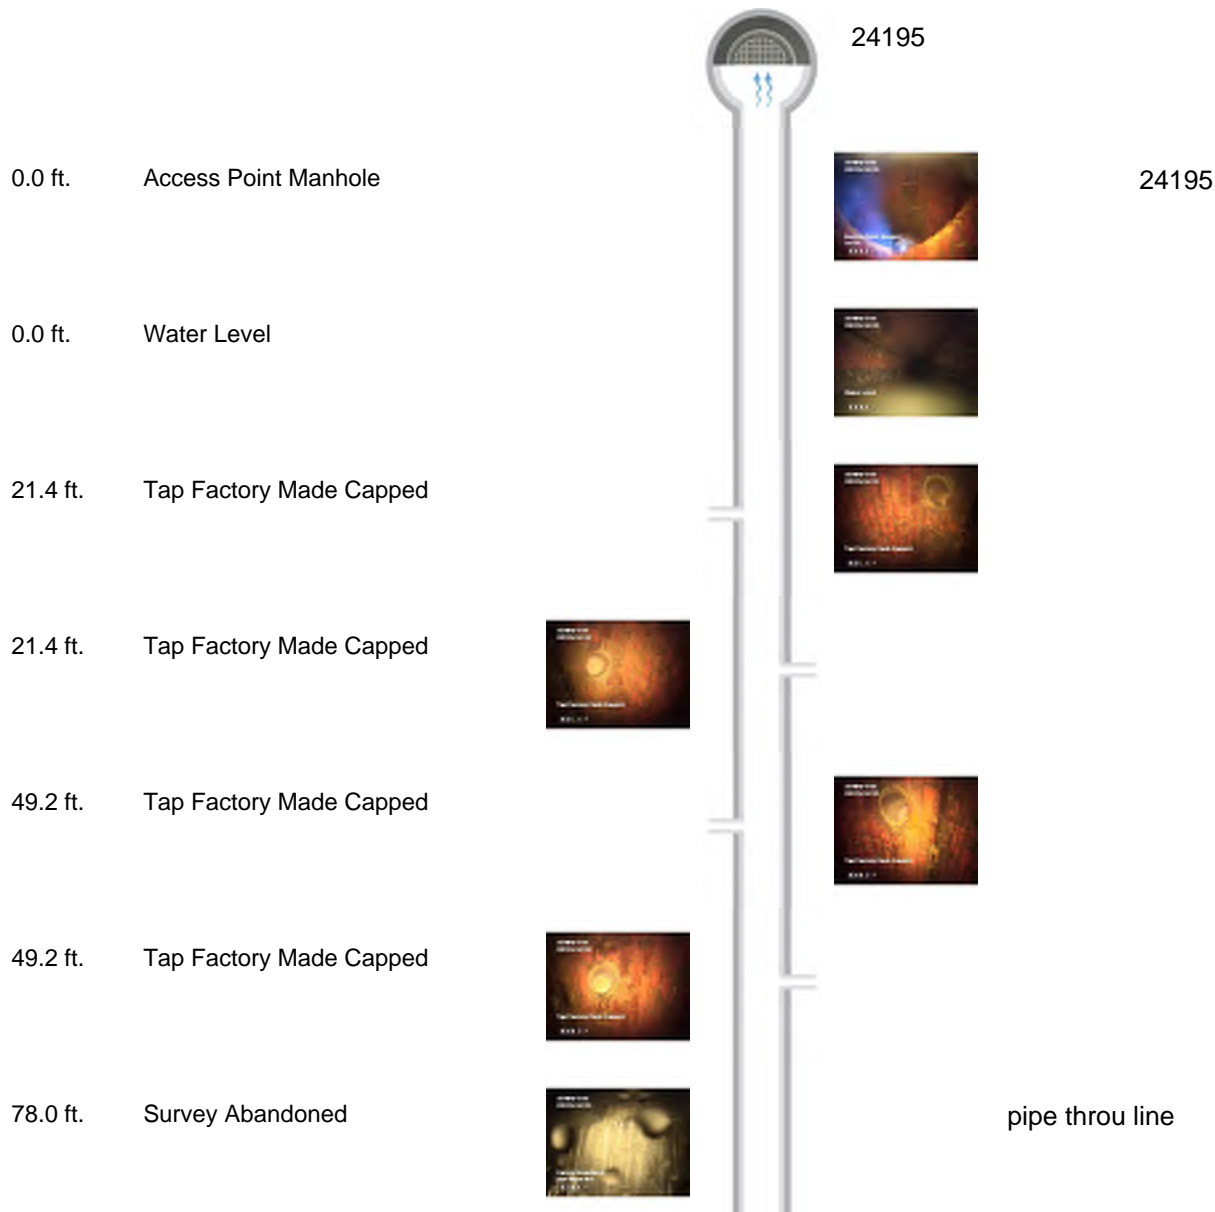 24195
0.0 ft. Access Point Manhole 24195
0.0 ft. Water Level
21.4 ft. Tap Factory Made Capped
21.4 ft. Tap Factory Made Capped
49.2 ft. Tap Factory Made Capped
49.2 ft. Tap Factory Made Capped
78.0 ft. Survey Abandoned pipe throu line